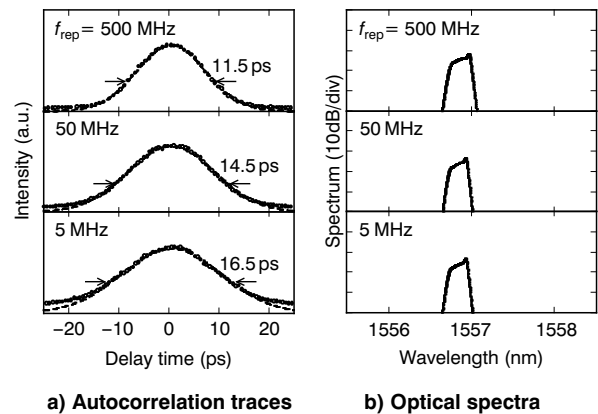 f_rep = 500 MHz
11.5 ps
50 MHz
14.5 ps
5 MHz
16.5 ps
Intensity (a.u.)
−20 −10 0 10 20
Delay time (ps)
a) Autocorrelation traces
f_rep = 500 MHz
50 MHz
5 MHz
Spectrum (10dB/div)
1556 1557 1558
Wavelength (nm)
b) Optical spectra